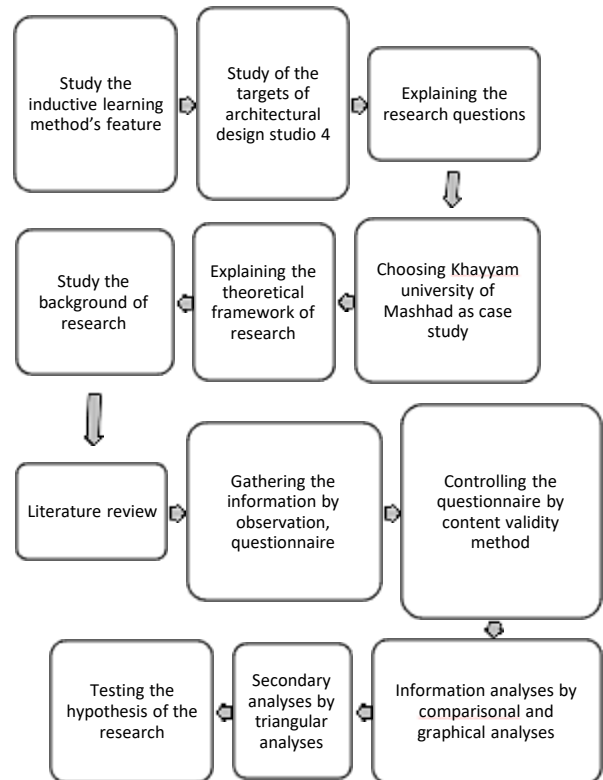 Study the
inductive learning
method's feature
Study of the
targets of
architectural
design studio 4
Explaining the
research questions
Choosing Khayyam
university of
Mashhad as case
study
Explaining the
theoretical
framework of
research
Study the
background of
research
Literature review
Gathering the
information by
observation,
questionnaire
Controlling the
questionnaire by
content validity
method
Information analyses by
comparisonal and
graphical analyses
Secondary
analyses by
triangular
analyses
Testing the
hypothesis of the
research